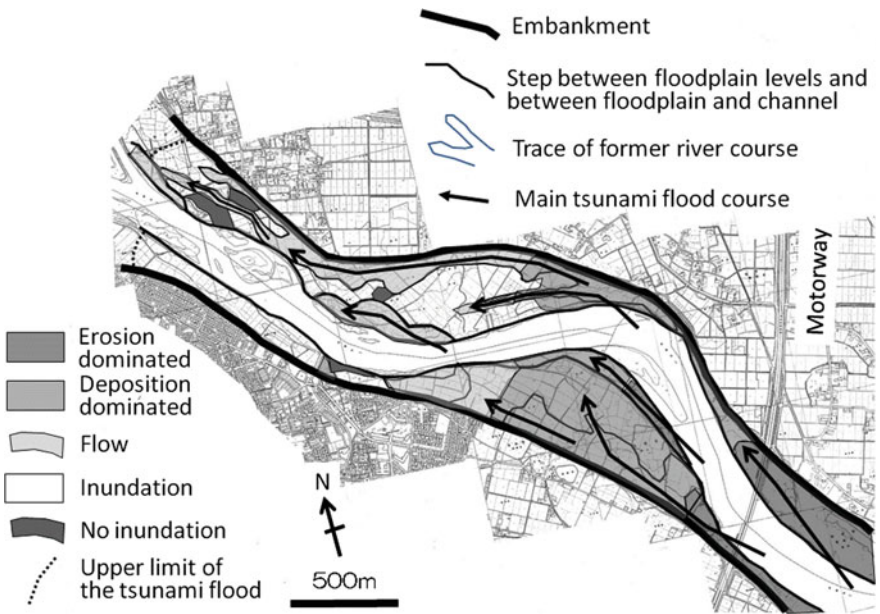 Embankment
Step between floodplain levels and
between floodplain and channel
Trace of former river course
Main tsunami flood course
Motorway
Erosion
dominated
Deposition
dominated
Flow
Inundation
No inundation
Upper limit of
the tsunami flood
N
500m